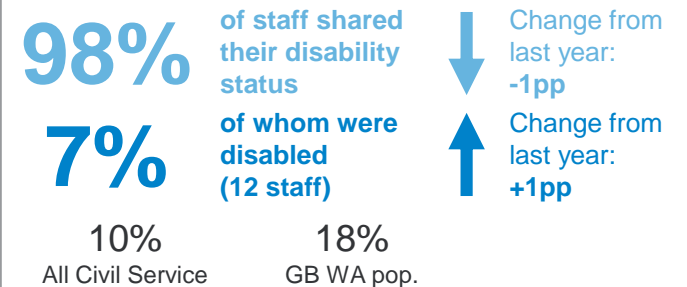 98%
of staff shared
their disability
status
Change from
last year:
-1pp
7%
of whom were
disabled
(12 staff)
Change from
last year:
+1pp
10%
All Civil Service
18%
GB WA pop.